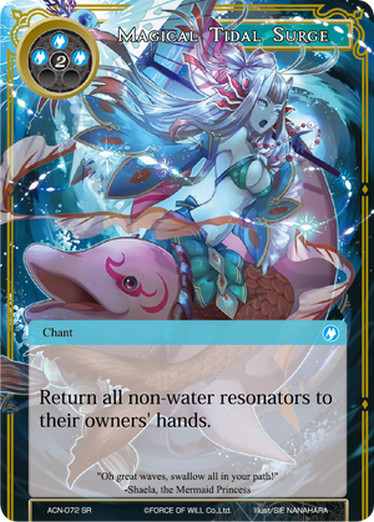 Magical Tidal Surge
2
Chant
Return all non-water resonators to
their owners' hands.
"Oh great waves, swallow all in your path!"
-Shaela, the Mermaid Princess
ACN-072 SR ©FORCE OF WILL Co.,Ltd. Illust/SIE NANAHARA